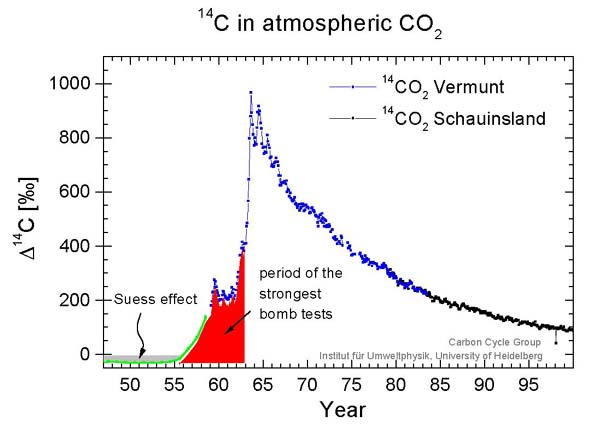 ¹⁴C in atmospheric CO₂
¹⁴CO₂ Vermunt
¹⁴CO₂ Schauinsland
Δ¹⁴C [‰]
1000
800
600
400
200
0
Suess effect
period of the
strongest
bomb tests
Carbon Cycle Group
Institut für Umweltphysik, University of Heidelberg
50 55 60 65 70 75 80 85 90 95
Year